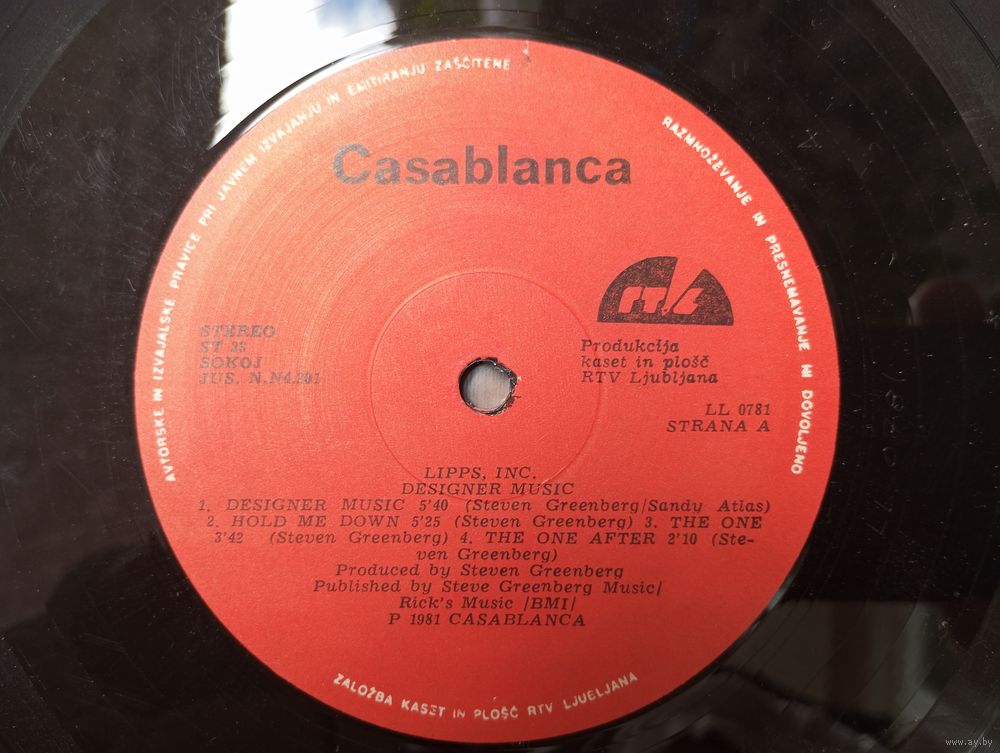 AVTORSKE IN IZVAJALSKE PRAVICE PRI JAVNEM IZVAJANJU IN EMITIRANJU ZAŠČITENE
RAZMNOŽEVANJE IN PRESNEMAVANJE NI DOVOLJENO
Casablanca
STEREO
ST 33
SOKOJ
JUS. N.N4.201
Produkcija
kaset in plošč
RTV Ljubljana
LL 0781
STRANA A
LIPPS, INC.
DESIGNER MUSIC
1. DESIGNER MUSIC 5'40 (Steven Greenberg/Sandy Atlas)
2. HOLD ME DOWN 5'25 (Steven Greenberg) 3. THE ONE
3'42 (Steven Greenberg) 4. THE ONE AFTER 2'10 (Ste-
ven Greenberg)
Produced by Steven Greenberg
Published by Steve Greenberg Music/
Rick's Music /BMI/
P 1981 CASABLANCA
ZALOŽBA KASET IN PLOŠČ RTV LJUBLJANA
www.ay.by